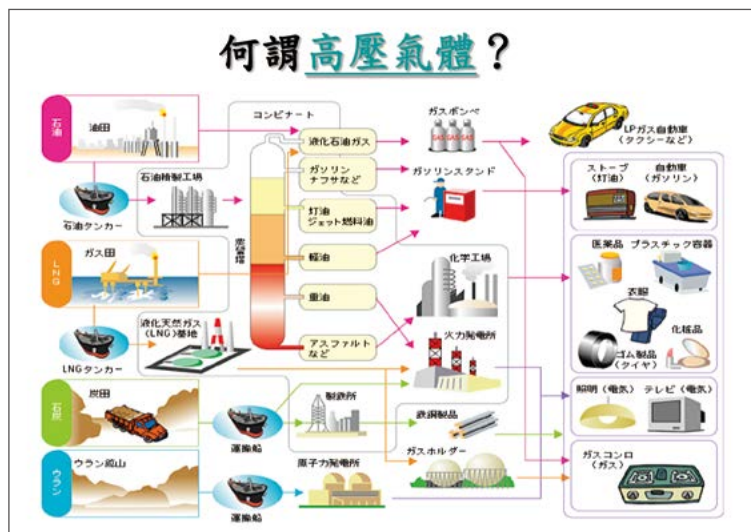 何謂高壓氣體？
石油
油田
コンビナート
石油タンカー
石油精製工場
蒸留塔
液化石油ガス
ガソリン
ナフサなど
灯油
ジェット燃料油
軽油
重油
アスファルト
など
ガスボンベ
GAS GAS GAS
ガソリンスタンド
LPガス自動車
(タクシーなど)
ストーブ
(灯油)
自動車
(ガソリン)
LNG
ガス田
LNGタンカー
液化天然ガス
(LNG)基地
化学工場
火力発電所
医薬品
プラスチック容器
衣服
化粧品
ゴム製品
(タイヤ)
石炭
炭田
運搬船
製鉄所
鉄鋼製品
照明(電気)
テレビ(電気)
ウラン
ウラン鉱山
運搬船
原子力発電所
ガスホルダー
ガスコンロ
(ガス)